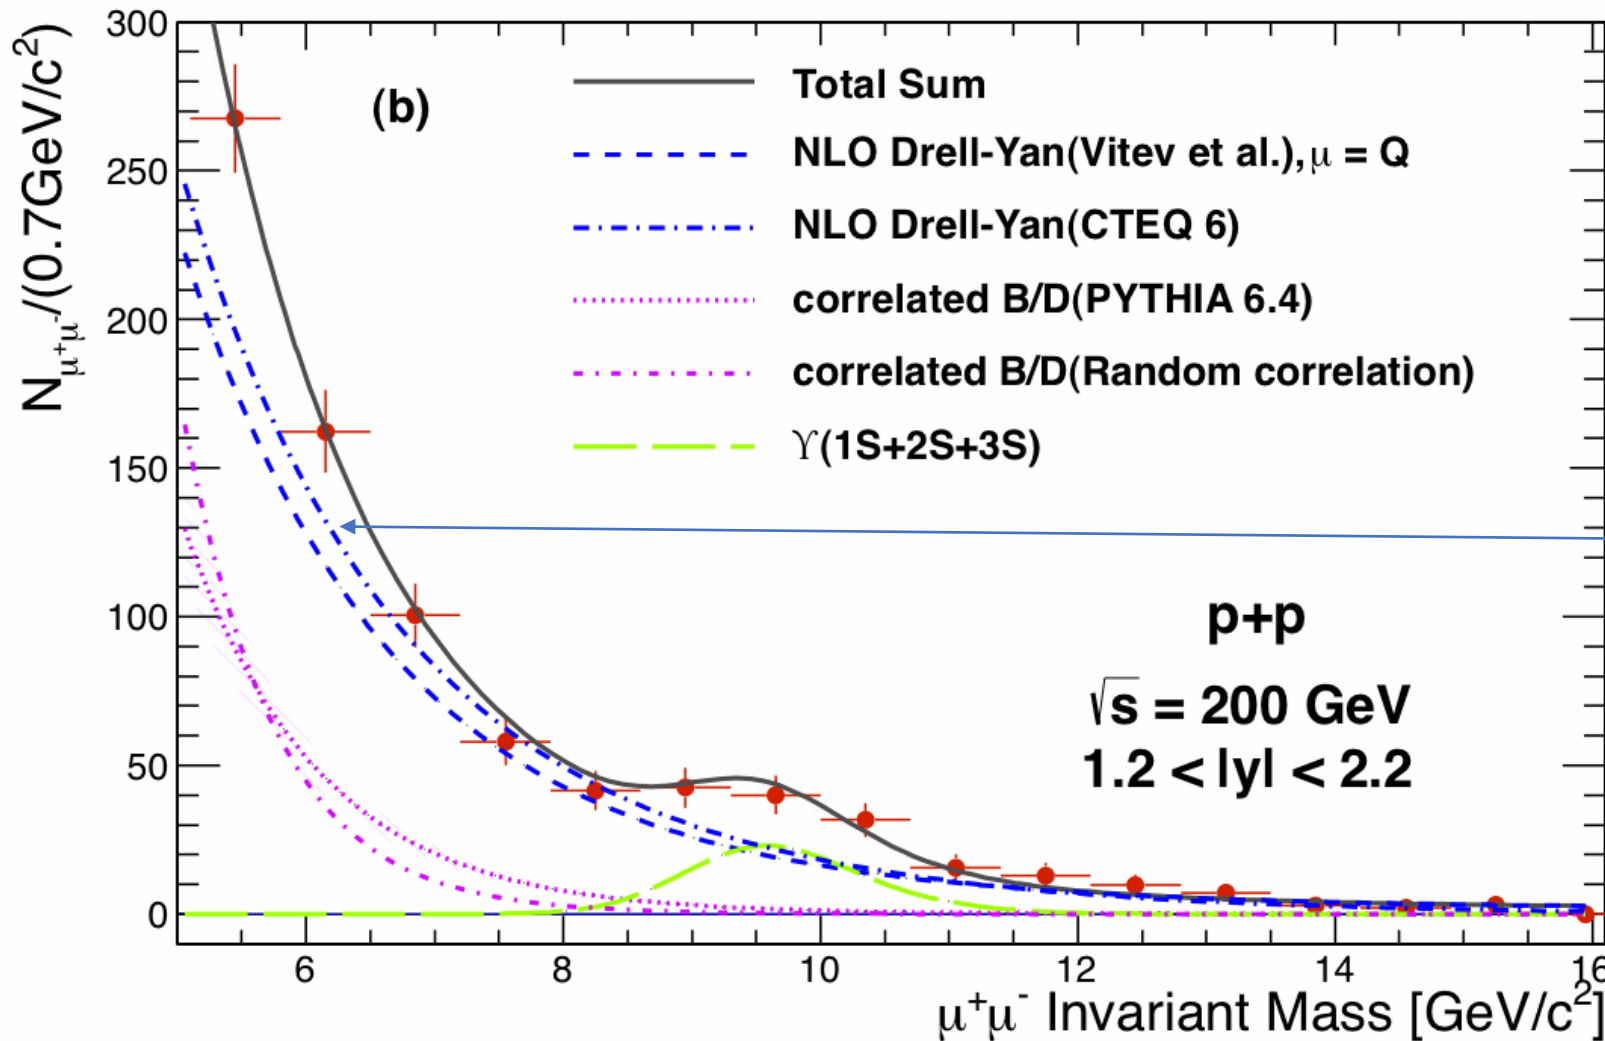 300
250
200
150
100
50
0
N_μ⁺μ⁻/(0.7GeV/c²)
(b)
Total Sum
NLO Drell-Yan(Vitev et al.),μ = Q
NLO Drell-Yan(CTEQ 6)
correlated B/D(PYTHIA 6.4)
correlated B/D(Random correlation)
ϒ(1S+2S+3S)
p+p
√s = 200 GeV
1.2 < |y| < 2.2
6 8 10 12 14 16
μ⁺μ⁻ Invariant Mass [GeV/c²]